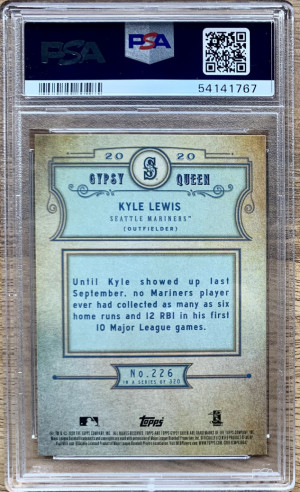 PSA
PSA
54141767
2020
S
GYPSY QUEEN
KYLE LEWIS
SEATTLE MARINERS™
(OUTFIELDER)
Until Kyle showed up last
September, no Mariners player
ever had collected as many as six
home runs and 12 RBI in his first
10 Major League games.
No. 226
IN A SERIES OF 320
Topps